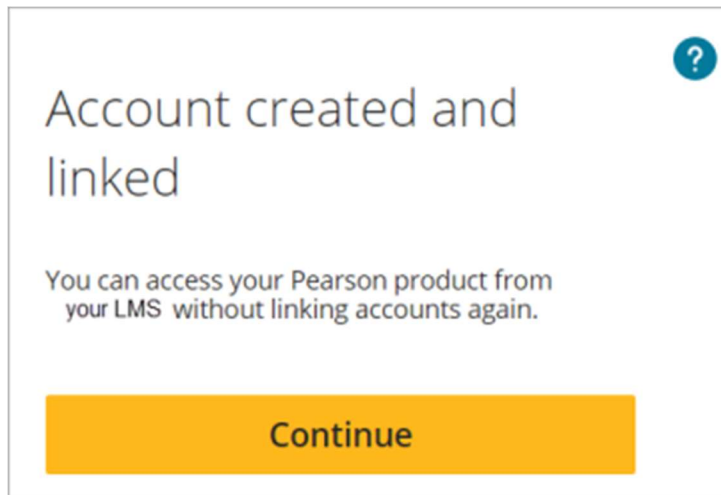 ?
Account created and
linked
You can access your Pearson product from
your LMS without linking accounts again.
Continue